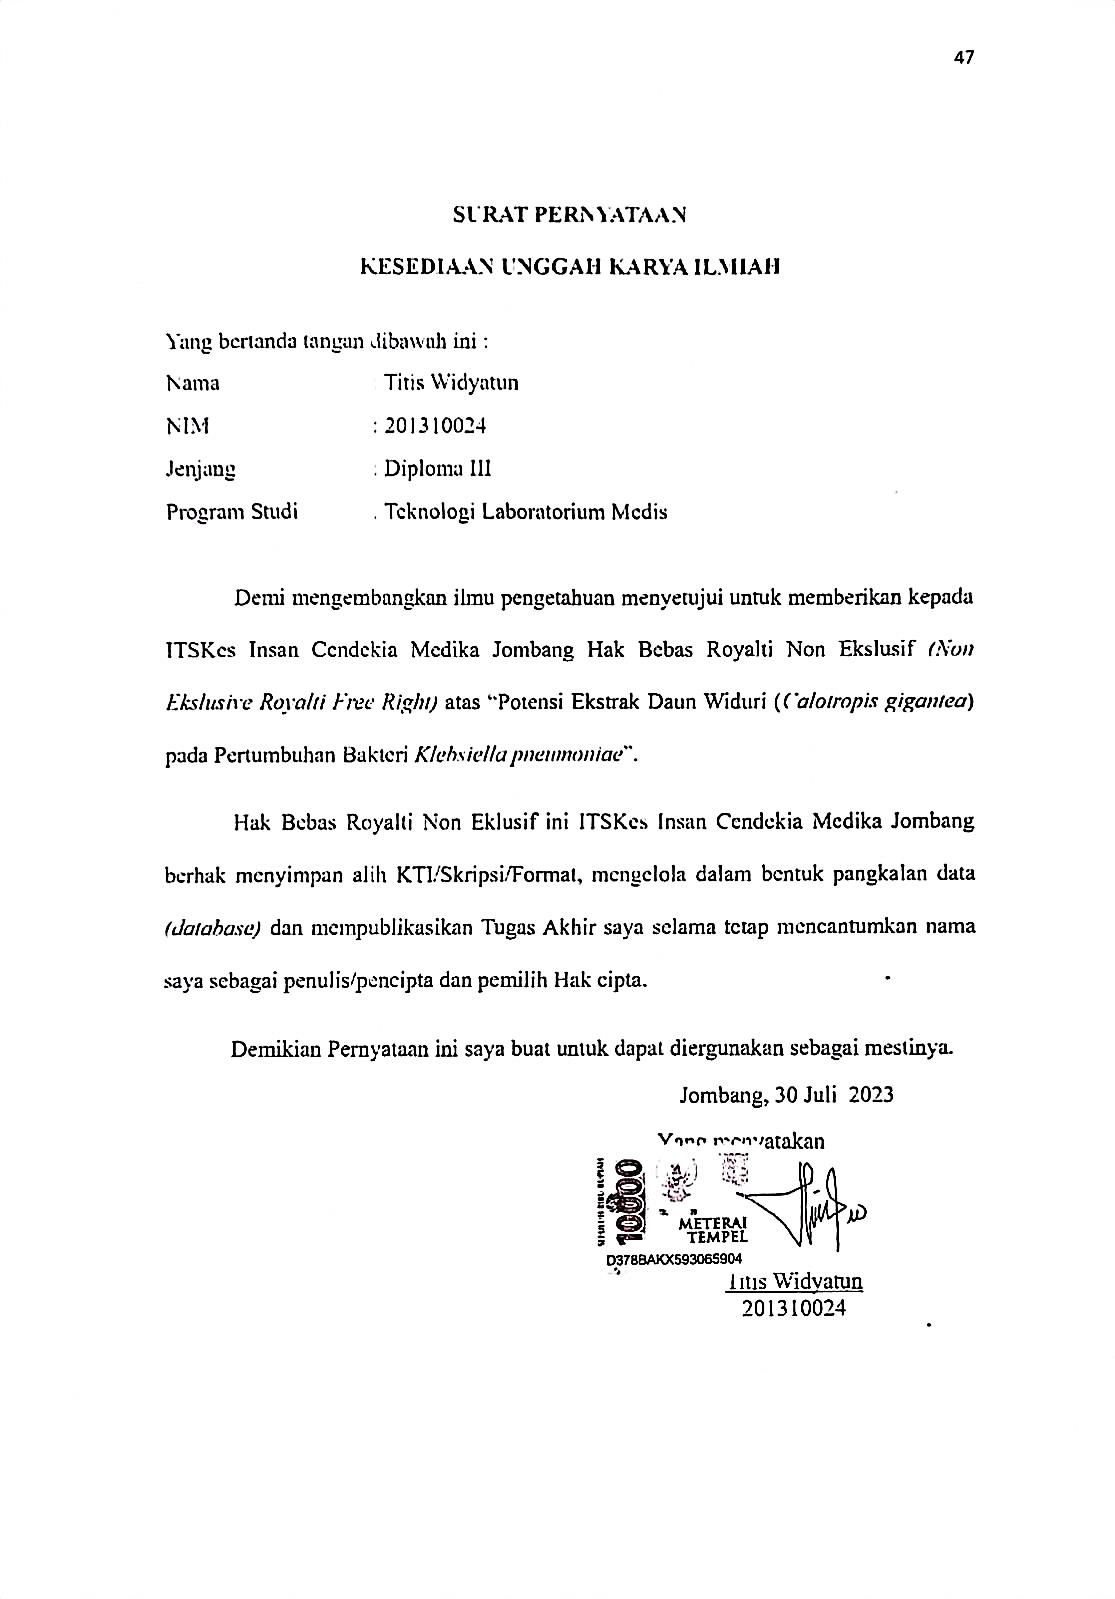 47
SURAT PERNYATAAN
KESEDIAAN UNGGAH KARYA ILMIAH
Yang bertanda tangan dibawah ini :
Nama Titis Widyatun
NIM : 201310024
Jenjang : Diploma III
Program Studi : Teknologi Laboratorium Medis
Demi mengembangkan ilmu pengetahuan menyetujui untuk memberikan kepada
ITSKes Insan Cendekia Medika Jombang Hak Bebas Royalti Non Ekslusif (Non
Ekslusive Royalti Free Right) atas “Potensi Ekstrak Daun Widuri (Calotropis gigantea)
pada Pertumbuhan Bakteri Klebsiella pneumoniae”.
Hak Bebas Royalti Non Eklusif ini ITSKes Insan Cendekia Medika Jombang
berhak menyimpan alih KTI/Skripsi/Format, mengelola dalam bentuk pangkalan data
(database) dan mempublikasikan Tugas Akhir saya selama tetap mencantumkan nama
saya sebagai penulis/pencipta dan pemilih Hak cipta.
Demikian Pernyataan ini saya buat untuk dapat diergunakan sebagai mestinya.
Jombang, 30 Juli 2023
Yang menyatakan
10000
METERAI
TEMPEL
D378BAKX593065904
Titis Widyatun
201310024